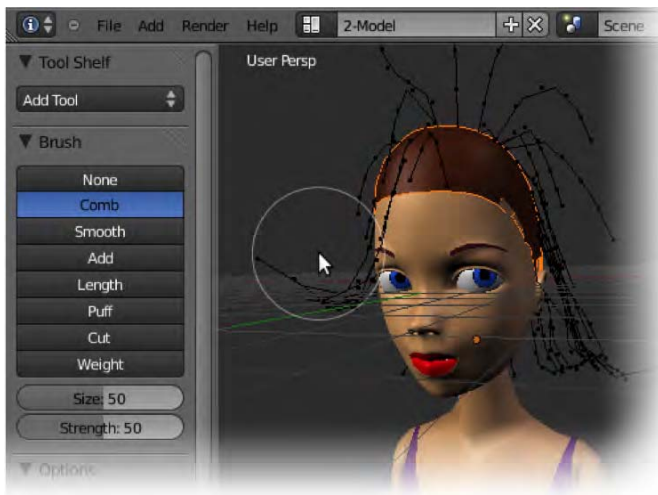 File Add Render Help 2-Model Scene
Tool Shelf
User Persp
Add Tool
Brush
None
Comb
Smooth
Add
Length
Puff
Cut
Weight
Size: 50
Strength: 50
Options